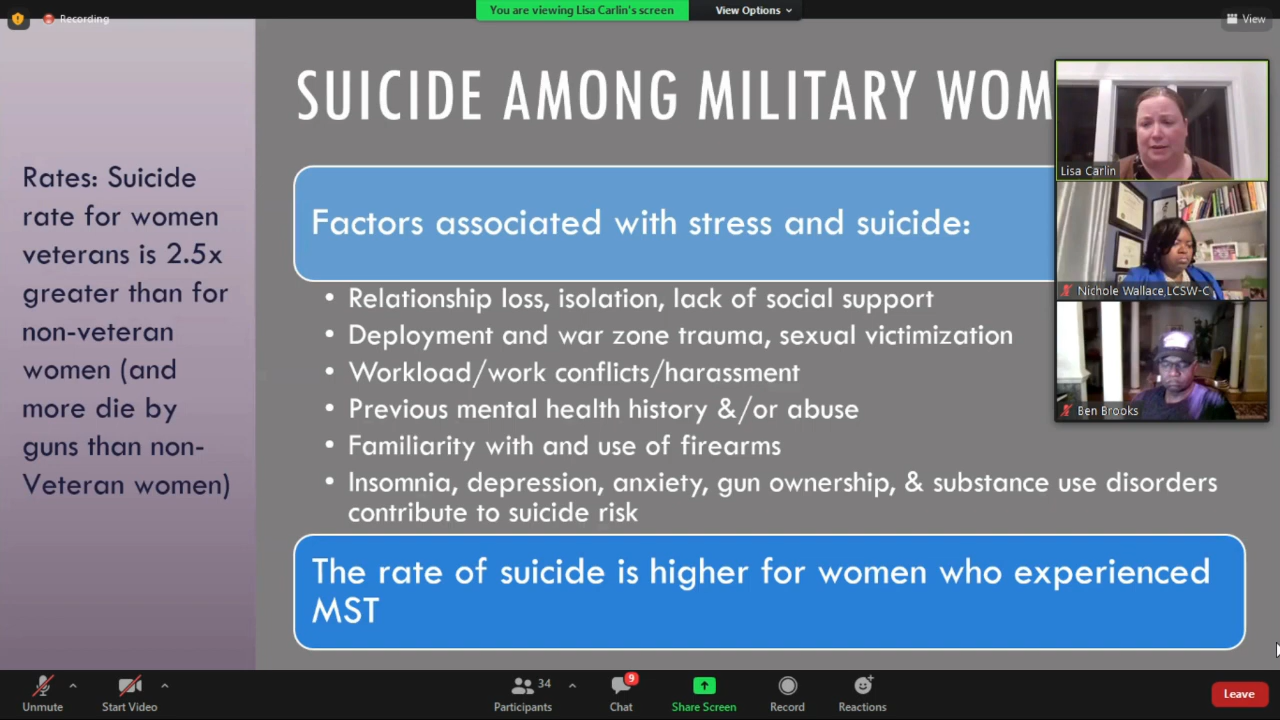 Recording
You are viewing Lisa Carlin's screen
View Options
View
SUICIDE AMONG MILITARY WOM
Rates: Suicide
rate for women
veterans is 2.5x
greater than for
non-veteran
women (and
more die by
guns than non-
Veteran women)
Factors associated with stress and suicide:
• Relationship loss, isolation, lack of social support
• Deployment and war zone trauma, sexual victimization
• Workload/work conflicts/harassment
• Previous mental health history &/or abuse
• Familiarity with and use of firearms
• Insomnia, depression, anxiety, gun ownership, & substance use disorders
contribute to suicide risk
The rate of suicide is higher for women who experienced
MST
Lisa Carlin
Nichole Wallace LCSW-C
Ben Brooks
Unmute
Start Video
34
Participants
9
Chat
Share Screen
Record
Reactions
Leave